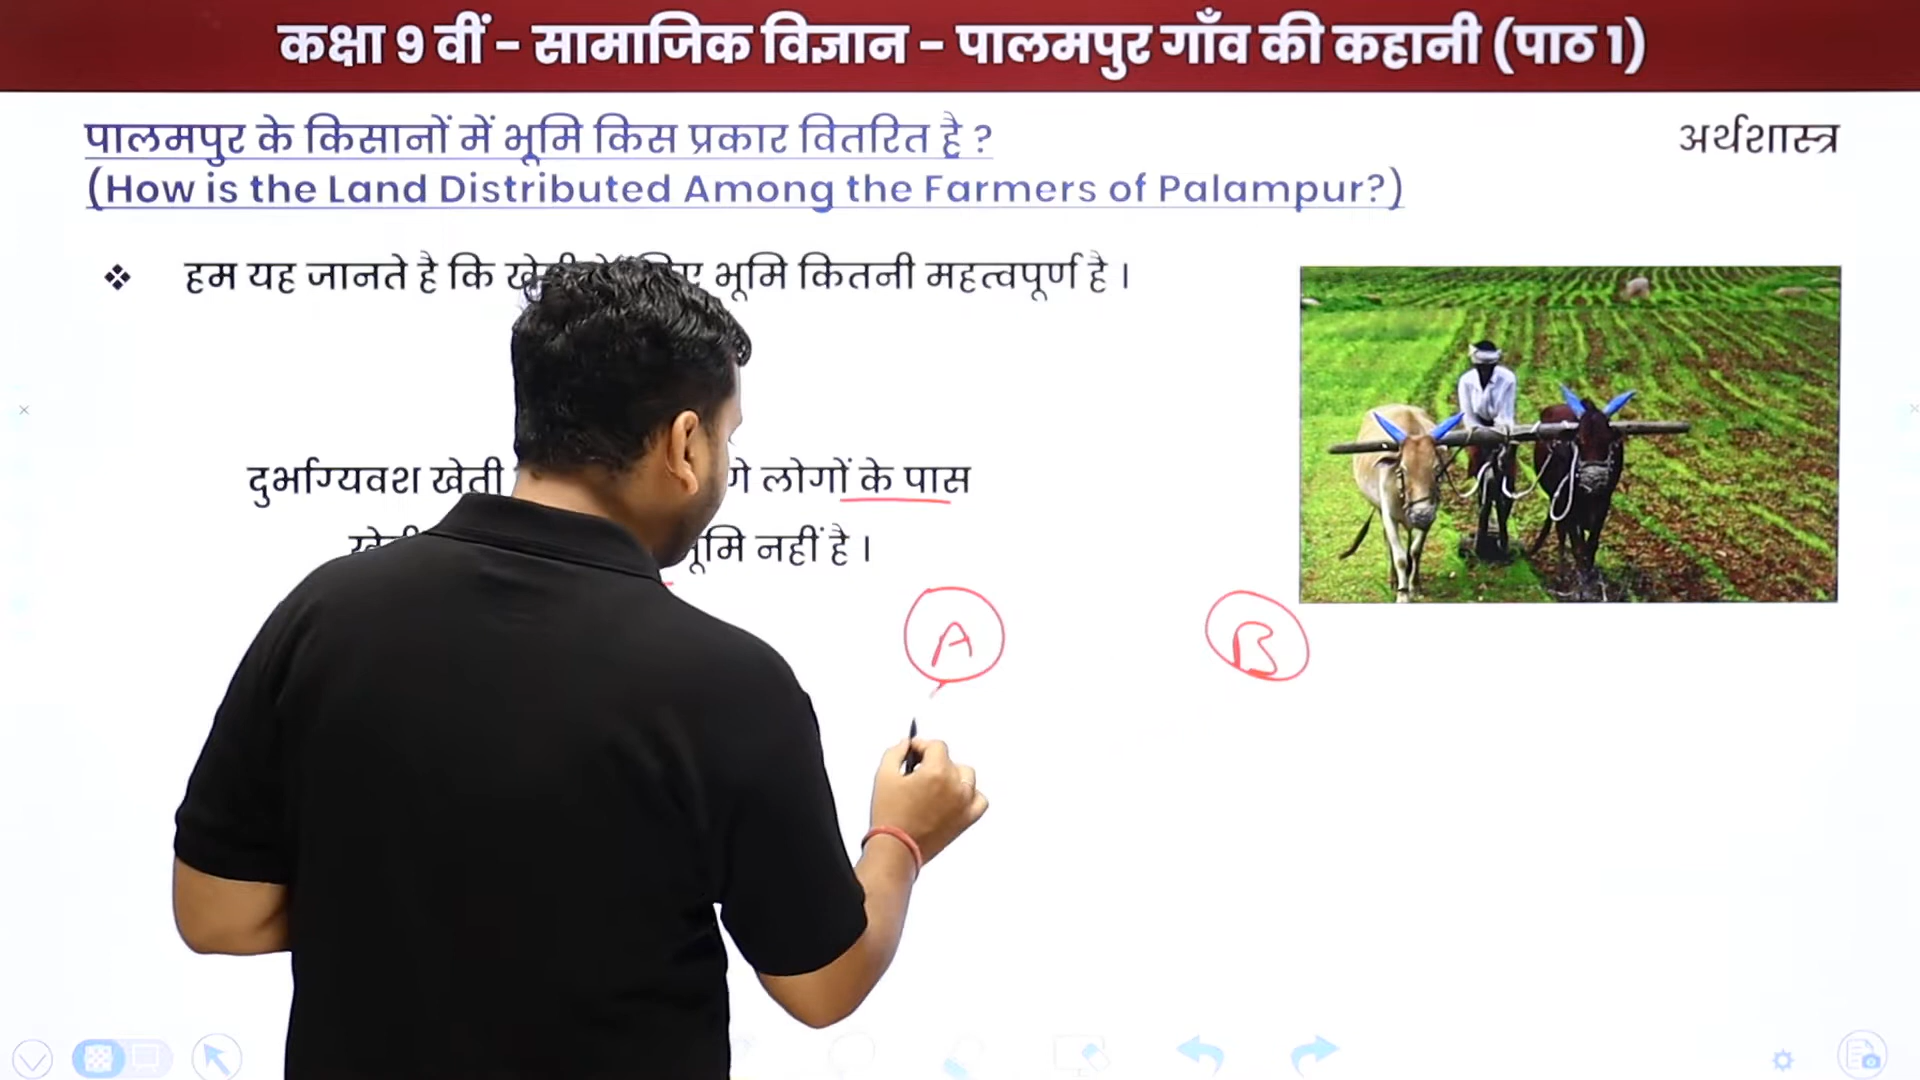 कक्षा 9 वीं - सामाजिक विज्ञान - पालमपुर गाँव की कहानी (पाठ 1)
पालमपुर के किसानों में भूमि किस प्रकार वितरित है ?
अर्थशास्त्र
(How is the Land Distributed Among the Farmers of Palampur?)
❖ हम यह जानते है कि भूमि कितनी महत्वपूर्ण है ।
दुर्भाग्यवश खेती लोगों के पास
भूमि नहीं है ।
A
B